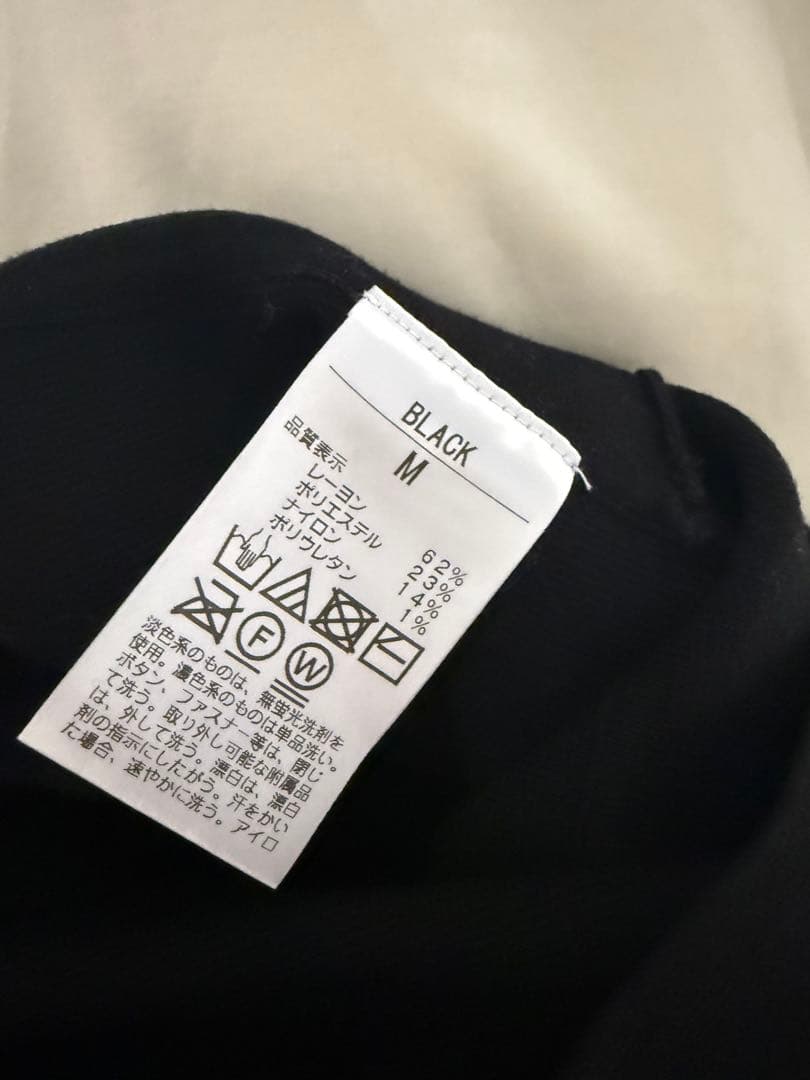 BLACK
M
品質表示
レーヨン 62%
ポリエステル 23%
ナイロン 14%
ポリウレタン 1%
F W
淡色系のものは、無蛍光洗剤を
使用。濃色系のものは単品洗い。
ボタン、ファスナー等は、閉じ
て洗う。取り外し可能な附属品
は、外して洗う。漂白は、漂白
剤の指示にしたがう。汗をかい
た場合、速やかに洗う。アイロ